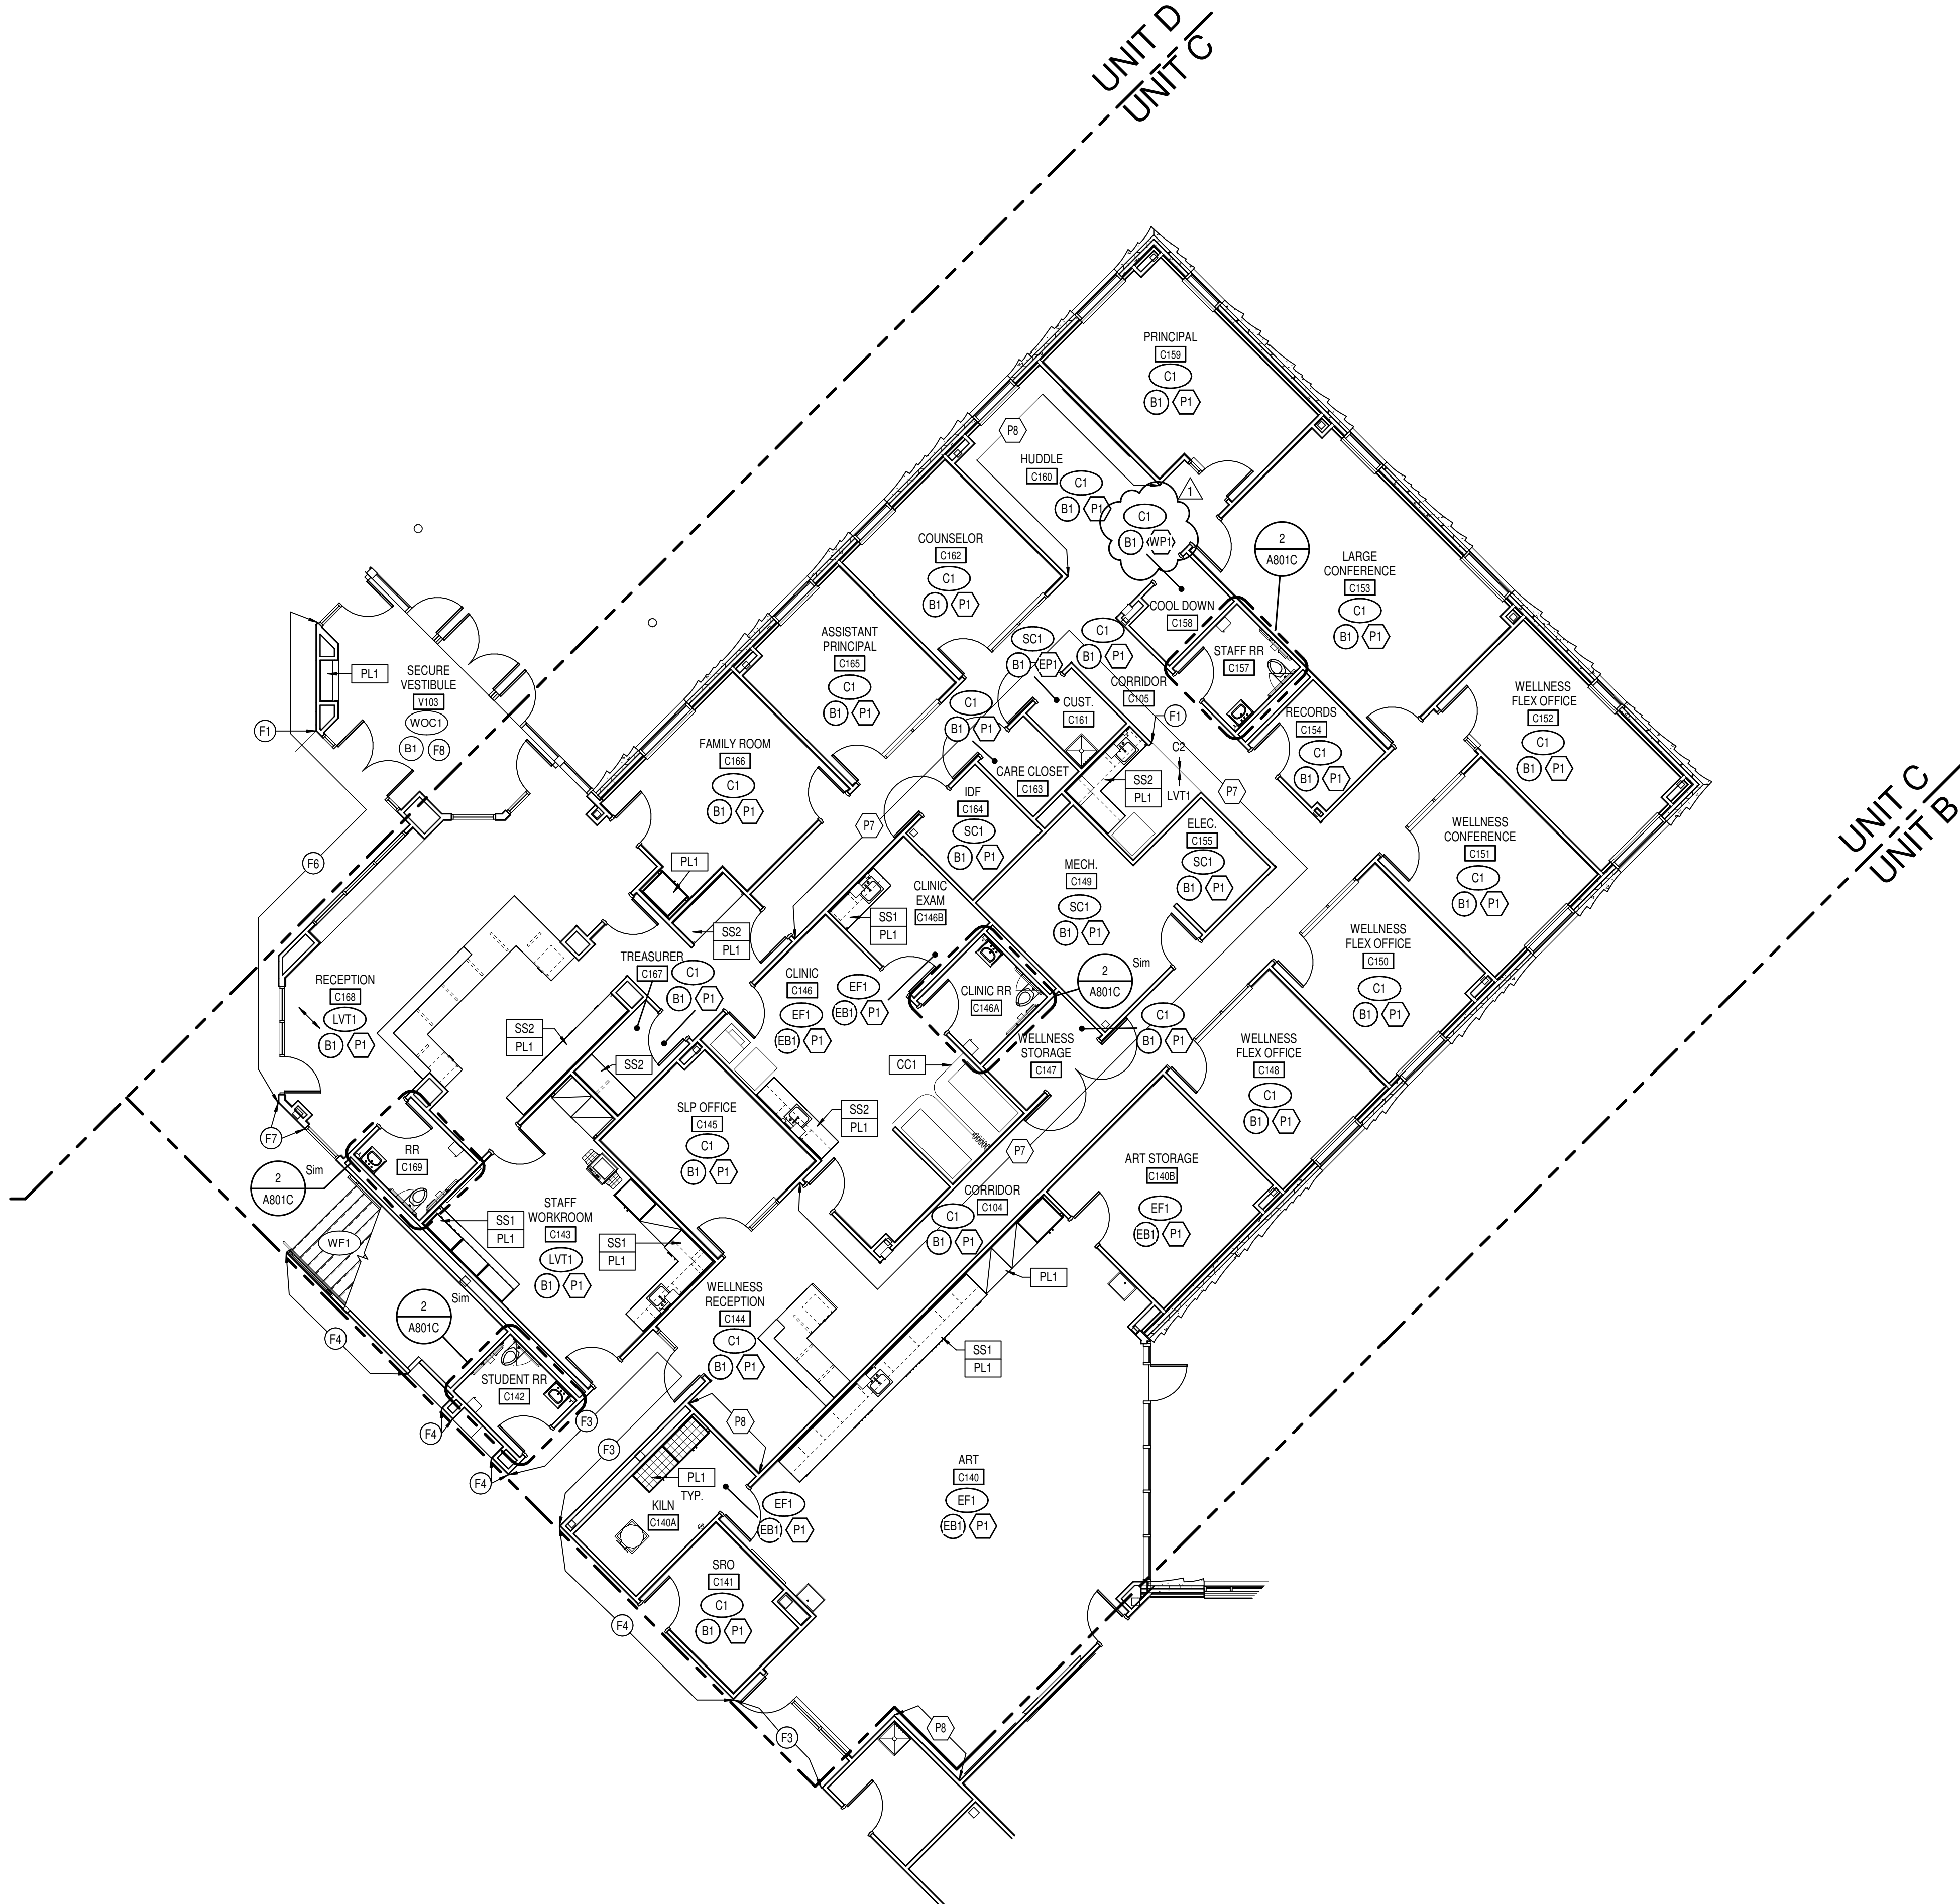 UNIT D
UNIT C
PRINCIPAL
C159
C1
B1
P1
P8
HUDDLE
C160
C1
B1
P1
1
C1
B1
WP1
COUNSELOR
C162
C1
B1
P1
2
A801C
LARGE
CONFERENCE
C153
C1
B1
P1
COOL DOWN
C158
ASSISTANT
PRINCIPAL
C165
C1
B1
P1
SC1
B1
EP1
C1
B1
P1
STAFF RR
C157
SECURE
VESTIBULE
V103
WOC1
B1
F8
PL1
F1
CORRIDOR
C105
CUST.
C161
F1
RECORDS
C154
C1
B1
P1
WELLNESS
FLEX OFFICE
C152
C1
B1
P1
C1
B1
P1
FAMILY ROOM
C166
C1
B1
P1
CARE CLOSET
C163
C2
LVT1
SS2
PL1
P7
UNIT C
UNIT B
IDF
C164
SC1
B1
P1
P7
ELEC.
C155
SC1
B1
P1
WELLNESS
CONFERENCE
C151
C1
B1
P1
F6
PL1
MECH.
C149
SC1
B1
P1
CLINIC
EXAM
C146B
SS1
PL1
SS2
PL1
WELLNESS
FLEX OFFICE
C150
C1
B1
P1
TREASURER
C167
C1
B1
P1
CLINIC
C146
EF1
EB1
P1
EF1
EB1
P1
2
A801C
Sim
RECEPTION
C168
LVT1
B1
P1
CLINIC RR
C146A
C1
B1
P1
SS2
PL1
SS2
CC1
WELLNESS
STORAGE
C147
WELLNESS
FLEX OFFICE
C148
C1
B1
P1
SLP OFFICE
C145
C1
B1
P1
SS2
PL1
F7
RR
C169
2
A801C
Sim
P7
ART STORAGE
C140B
EF1
EB1
P1
STAFF
WORKROOM
C143
LVT1
B1
P1
SS1
PL1
SS1
PL1
CORRIDOR
C104
C1
B1
P1
WF1
PL1
WELLNESS
RECEPTION
C144
C1
B1
P1
2
A801C
Sim
F4
SS1
PL1
STUDENT RR
C142
F4
F3
F3
P8
F4
PL1
TYP.
KILN
C140A
EF1
EB1
P1
ART
C140
EF1
EB1
P1
SRO
C141
C1
B1
P1
F4
F3
P8